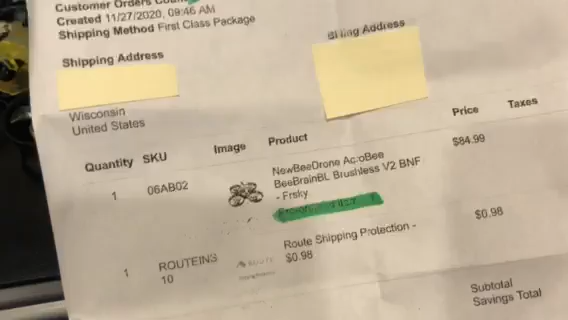 Customer Orders
Created 11/27/2020, 09:46 AM
Shipping Method First Class Package
Shipping Address
Billing Address
Wisconsin
United States
Quantity SKU Image Product Price Taxes
1 06AB02 NewBeeDrone AcroBee $84.99
BeeBrainBL Brushless V2 BNF
- Frsky
1 ROUTEINS Route Shipping Protection - $0.98
10 $0.98
Subtotal
Savings Total